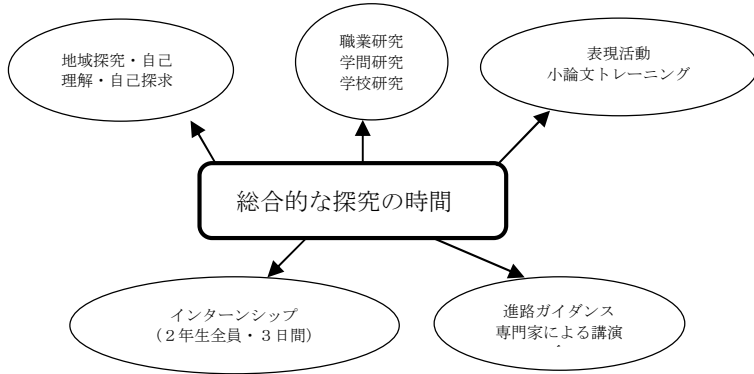 地域探究・自己
理解・自己探求
職業研究
学問研究
学校研究
表現活動
小論文トレーニング
総合的な探究の時間
インターンシップ
（２年生全員・３日間）
進路ガイダンス
専門家による講演